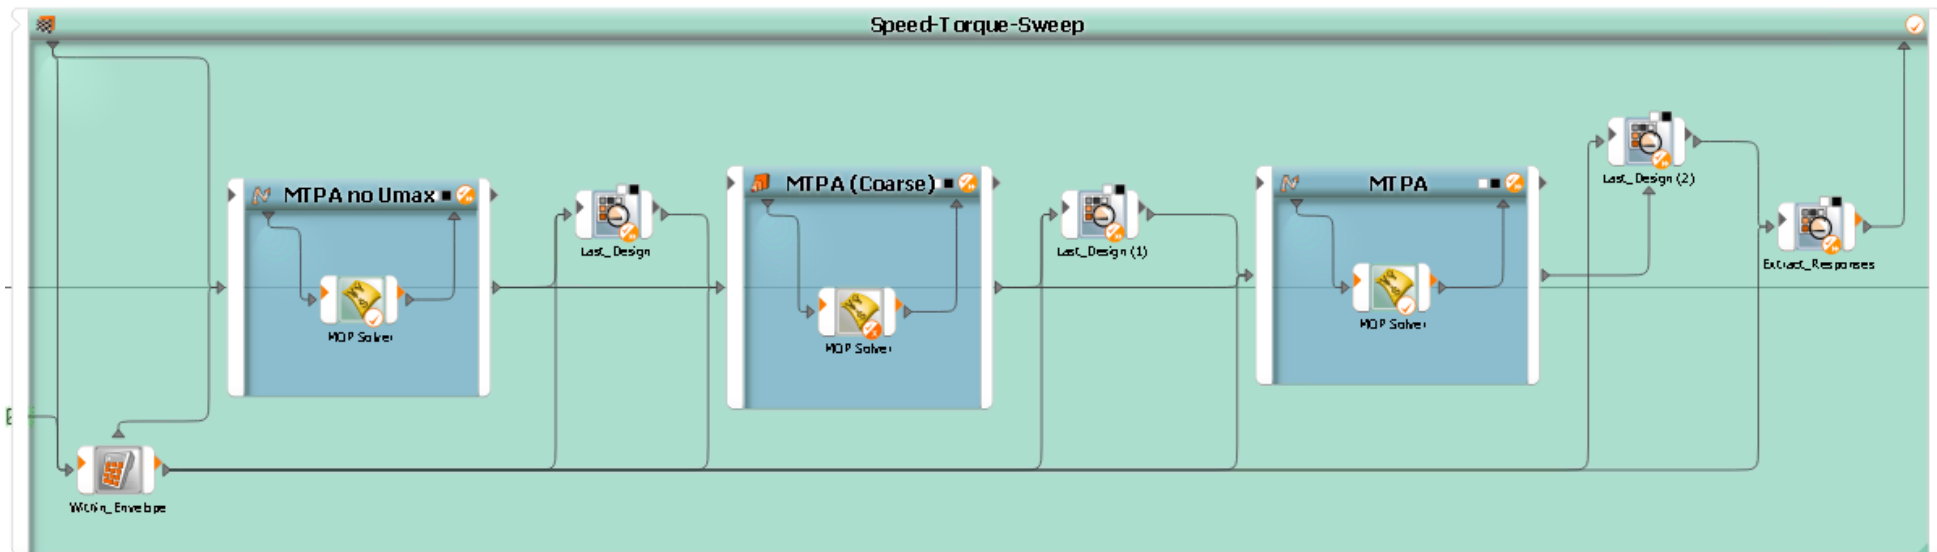 Speed-Torque-Sweep
MTPA no Umax
MOP Solver
Last_Design
MTPA (Coarse)
MOP Solver
Last_Design (1)
MTPA
MOP Solver
Last_Design (2)
Extract_Responses
Within_Envelope